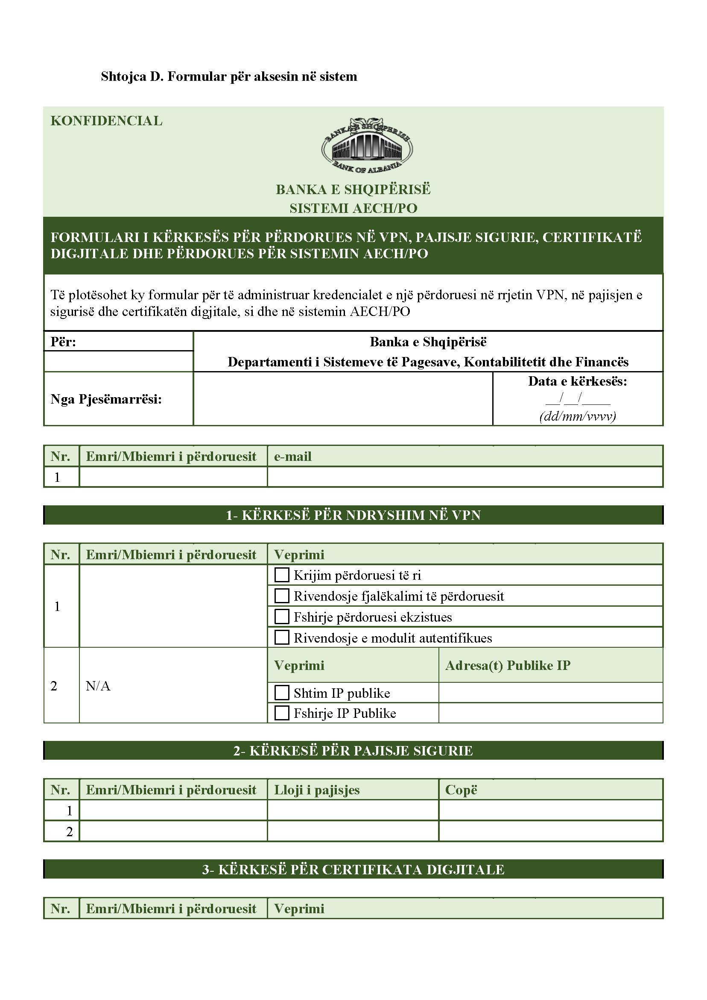 Shtojca D. Formular për aksesin në sistem
KONFIDENCIAL
BANKA E SHQIPERISE
BANK OF ALBANIA
BANKA E SHQIPËRISË
SISTEMI AECH/PO
FORMULARI I KËRKESËS PËR PËRDORUES NË VPN, PAJISJE SIGURIE, CERTIFIKATË
DIGJITALE DHE PËRDORUES PËR SISTEMIN AECH/PO
Të plotësohet ky formular për të administruar kredencialet e një përdoruesi në rrjetin VPN, në pajisjen e
sigurisë dhe certifikatën digjitale, si dhe në sistemin AECH/PO
Për:
Banka e Shqipërisë
Departamenti i Sistemeve të Pagesave, Kontabilitetit dhe Financës
Nga Pjesëmarrësi:
Data e kërkesës:
__/__/____
(dd/mm/vvvv)
Nr. Emri/Mbiemri i përdoruesit e-mail
1
1- KËRKESË PËR NDRYSHIM NË VPN
Nr. Emri/Mbiemri i përdoruesit Veprimi
1
Krijim përdoruesi të ri
Rivendosje fjalëkalimi të përdoruesit
Fshirje përdoruesi ekzistues
Rivendosje e modulit autentifikues
2 N/A
Veprimi Adresa(t) Publike IP
Shtim IP publike
Fshirje IP Publike
2- KËRKESË PËR PAJISJE SIGURIE
Nr. Emri/Mbiemri i përdoruesit Lloji i pajisjes Copë
1
2
3- KËRKESË PËR CERTIFIKATA DIGJITALE
Nr. Emri/Mbiemri i përdoruesit Veprimi